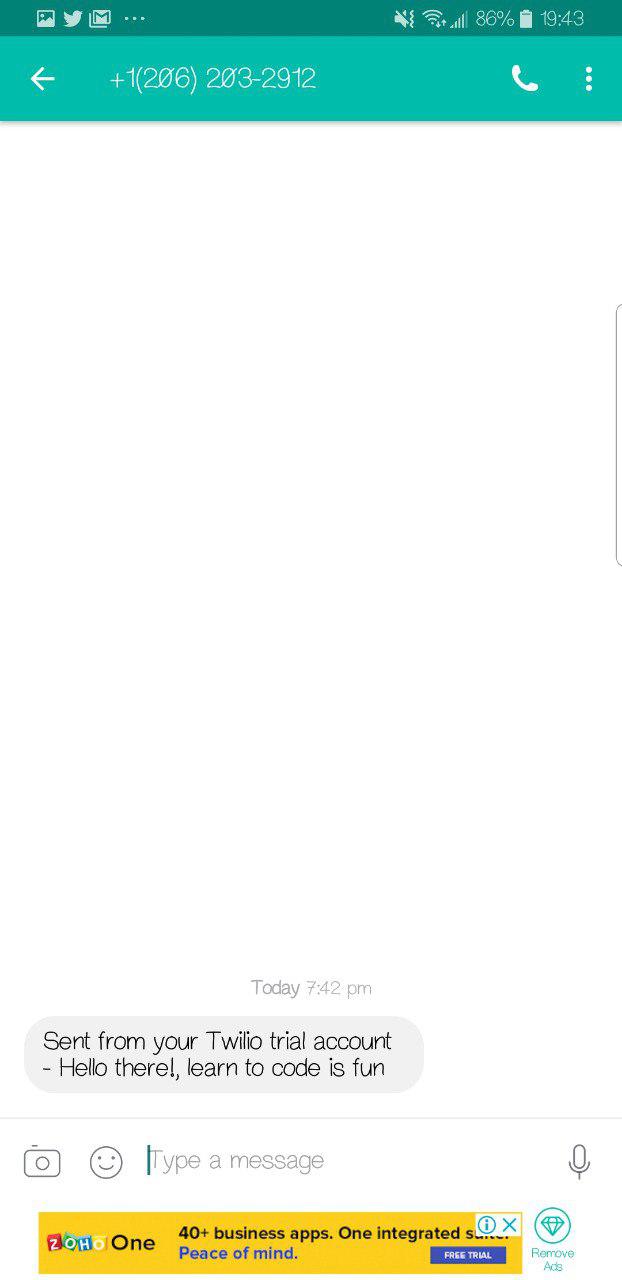 86% 19:43
+1(206) 203-2912
Today 7:42 pm
Sent from your Twilio trial account
- Hello there!, learn to code is fun
Type a message
ZOHO One
40+ business apps. One integrated
Peace of mind.
FREE TRIAL
Remove
Ads